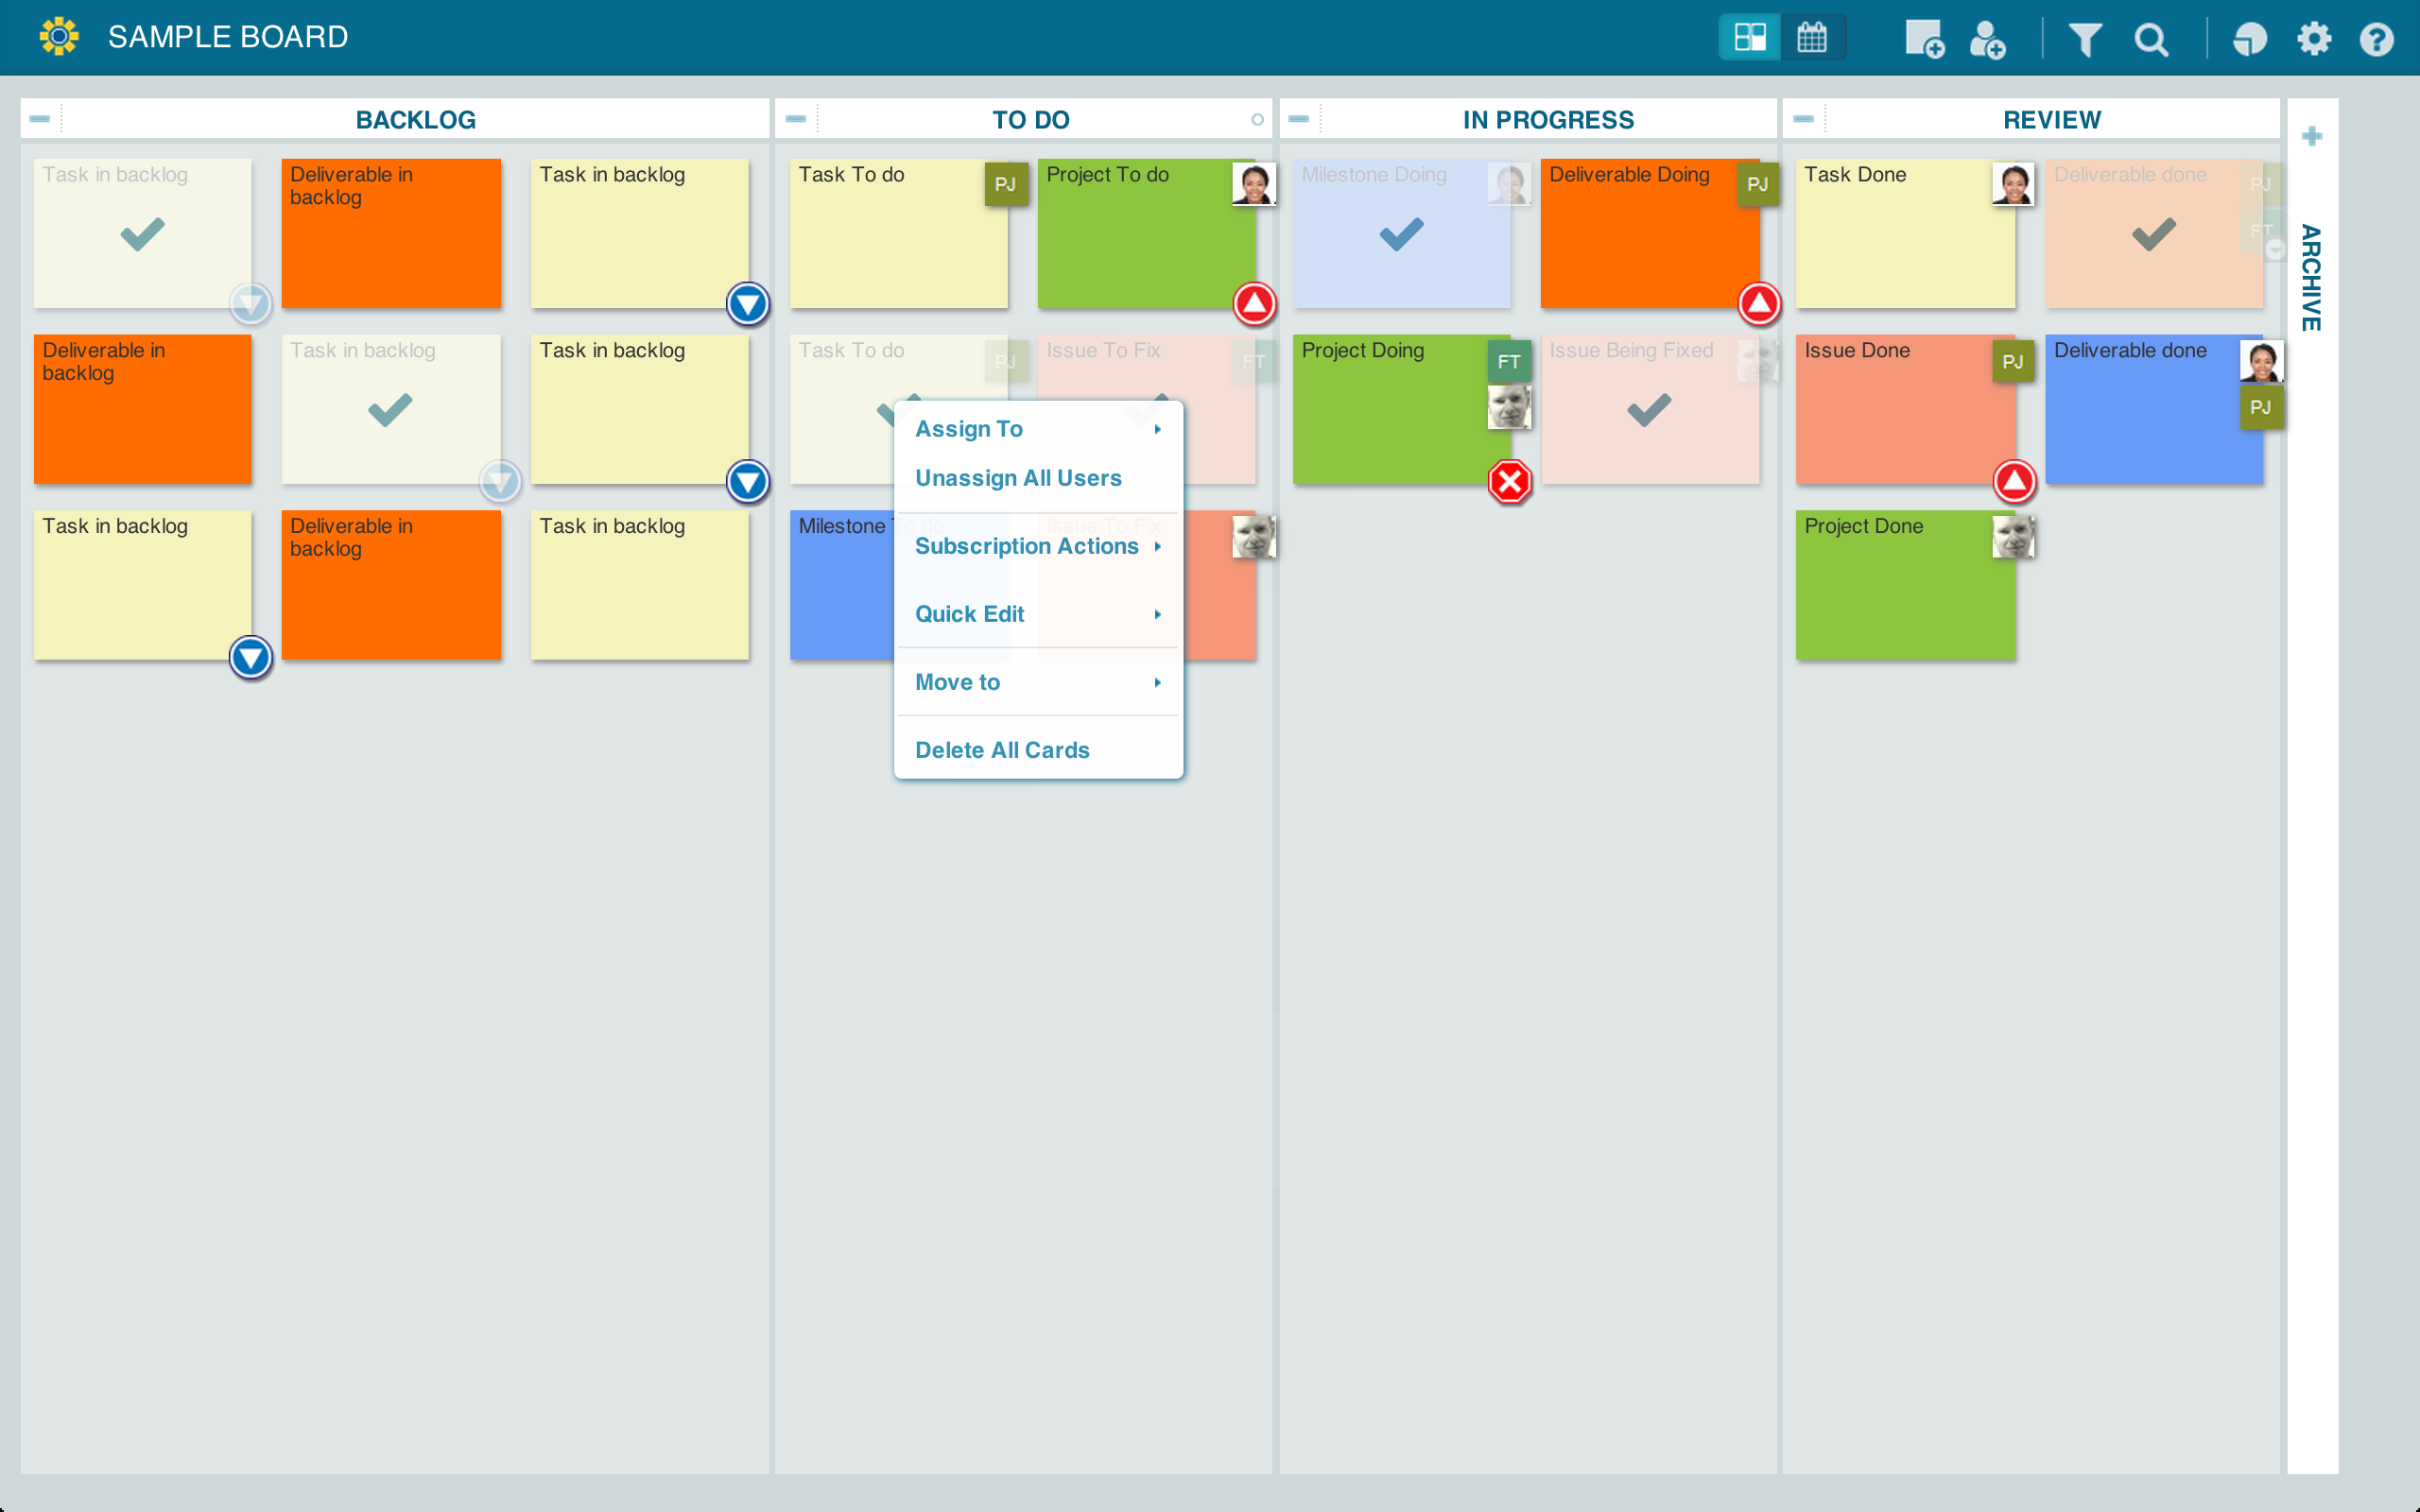 SAMPLE BOARD
BACKLOG
Task in backlog
Deliverable in
backlog
Task in backlog
Deliverable in
backlog
Task in backlog
Task in backlog
Task in backlog
Deliverable in
backlog
Task in backlog
TO DO
Task To do
PJ
Project To do
Task To do
PJ
Issue To Fix
FT
Milestone To do
Issue To Fix
Assign To
Unassign All Users
Subscription Actions
Quick Edit
Move to
Delete All Cards
IN PROGRESS
Milestone Doing
Deliverable Doing
PJ
Project Doing
FT
Issue Being Fixed
REVIEW
Task Done
Deliverable done
PJ
FT
Issue Done
PJ
Deliverable done
PJ
Project Done
ARCHIVE